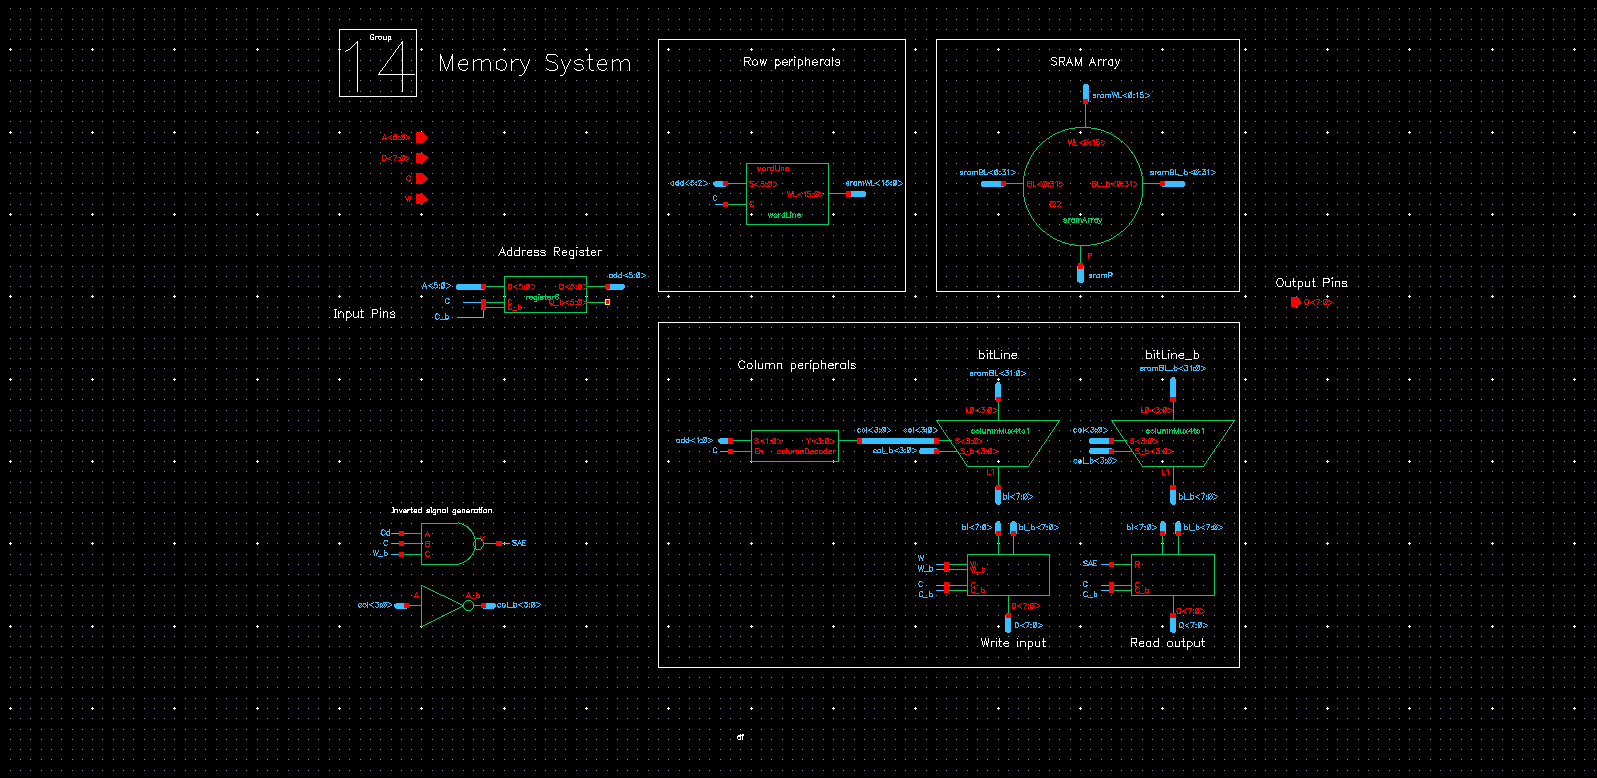 Group
14
Memory System
A<5:0>
D<7:0>
C
W
Address Register
A<5:0>
C
C_b
D<5:0>
C
C_b
register6
Q<5:0>
Q_b<5:0>
add<5:0>
Input Pins
Row peripherals
wordLine
add<5:2>
C
S<3:0>
WL<15:0>
wordLine
sramWL<15:0>
SRAM Array
sramWL<0:15>
WL<0:15>
sramBL<0:31>
BL<0:31>
BL_b<0:31>
sramBL_b<0:31>
sramArray
P
sramP
Output Pins
Q<7:0>
Column peripherals
add<1:0>
C
S<1:0>
En
Y<3:0>
columnDecoder
col<3:0>
col<3:0>
col_b<3:0>
bitLine
sramBL<31:0>
L0<3:0>
columnMux4to1
S<3:0>
S_b<3:0>
L1
bl<7:0>
bitLine_b
sramBL_b<31:0>
L0<3:0>
columnMux4to1
col<3:0>
col_b<3:0>
S<3:0>
S_b<3:0>
L1
bl_b<7:0>
bl<7:0>
bl_b<7:0>
W
W_b
C
C_b
W
W_b
C
C_b
D<7:0>
D<7:0>
Write input
bl<7:0>
bl_b<7:0>
SAE
C
C_b
R
C
C_b
Q<7:0>
Q<7:0>
Read output
Inverted signal generation
Cd
C
W_b
A
B
C
Y
SAE
col<3:0>
A
A_b
col_b<3:0>